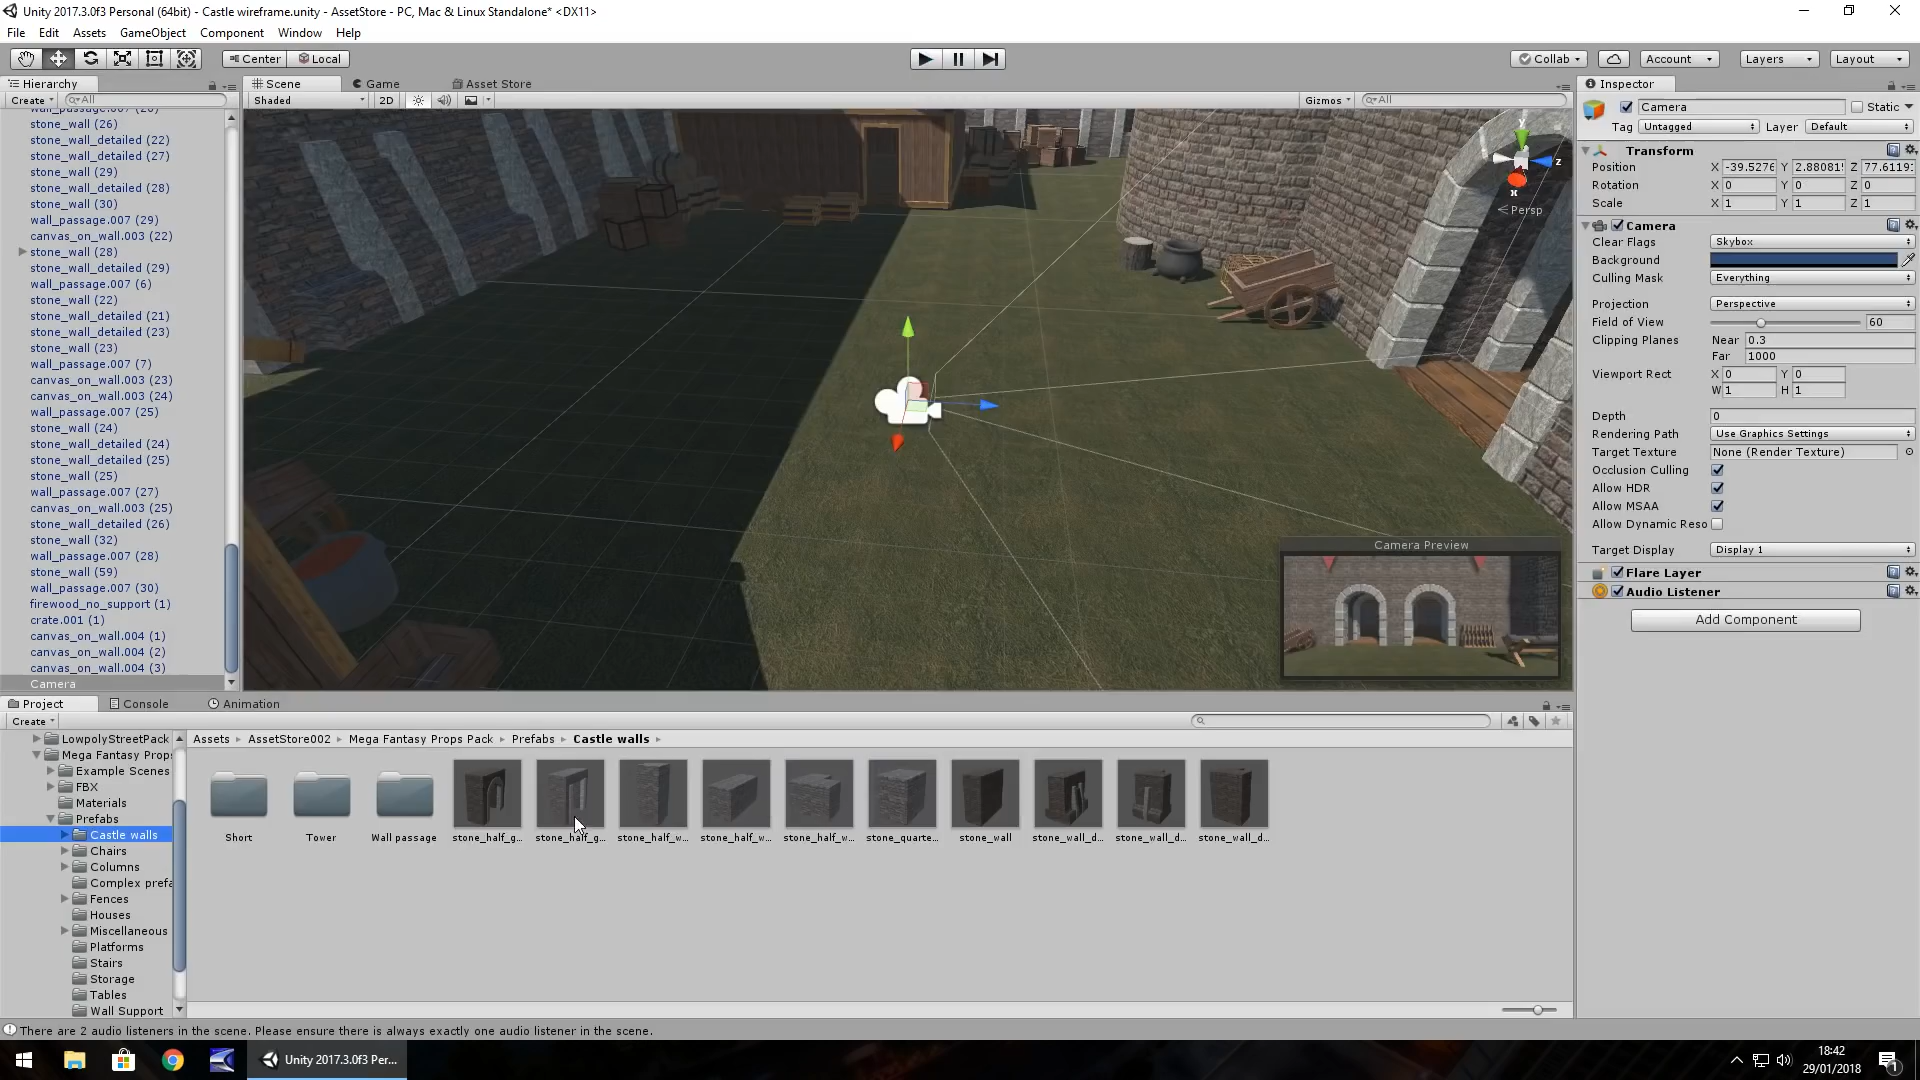 Unity 2017.3.0f3 Personal (64bit) - Castle wireframe.unity - AssetStore - PC, Mac & Linux Standalone* <DX11>
File Edit Assets GameObject Component Window Help
Center Local Collab Account Layers Layout
Hierarchy
Create All
stone_wall (26)
stone_wall_detailed (22)
stone_wall_detailed (27)
stone_wall (29)
stone_wall_detailed (28)
stone_wall (30)
wall_passage.007 (29)
canvas_on_wall.003 (22)
stone_wall (28)
stone_wall_detailed (29)
wall_passage.007 (6)
stone_wall (22)
stone_wall_detailed (21)
stone_wall_detailed (23)
stone_wall (23)
wall_passage.007 (7)
canvas_on_wall.003 (23)
canvas_on_wall.003 (24)
wall_passage.007 (25)
stone_wall (24)
stone_wall_detailed (24)
stone_wall_detailed (25)
stone_wall (25)
wall_passage.007 (27)
canvas_on_wall.003 (25)
stone_wall_detailed (26)
stone_wall (32)
wall_passage.007 (28)
stone_wall (59)
wall_passage.007 (30)
firewood_no_support (1)
crate.001 (1)
canvas_on_wall.004 (1)
canvas_on_wall.004 (2)
canvas_on_wall.004 (3)
Camera
Scene Game Asset Store
Shaded 2D Gizmos All
y
z
x
Persp
Camera Preview
Inspector
Camera Static
Tag Untagged Layer Default
Transform
Position X -39.5276 Y 2.88081 Z 77.6119
Rotation X 0 Y 0 Z 0
Scale X 1 Y 1 Z 1
Camera
Clear Flags Skybox
Background
Culling Mask Everything
Projection Perspective
Field of View 60
Clipping Planes Near 0.3
Far 1000
Viewport Rect X 0 Y 0
W 1 H 1
Depth 0
Rendering Path Use Graphics Settings
Target Texture None (Render Texture)
Occlusion Culling
Allow HDR
Allow MSAA
Allow Dynamic Reso
Target Display Display 1
Flare Layer
Audio Listener
Add Component
Project Console Animation
Create
LowpolyStreetPack
Mega Fantasy Props
Example Scenes
FBX
Materials
Prefabs
Castle walls
Chairs
Columns
Complex prefa
Fences
Houses
Miscellaneous
Platforms
Stairs
Storage
Tables
Wall Support
Assets AssetStore002 Mega Fantasy Props Pack Prefabs Castle walls
Short Tower Wall passage stone_half_g... stone_half_g... stone_half_w... stone_half_w... stone_half_w... stone_quarte... stone_wall stone_wall_d... stone_wall_d... stone_wall_d...
There are 2 audio listeners in the scene. Please ensure there is always exactly one audio listener in the scene.
Unity 2017.3.0f3 Per...
18:42
29/01/2018
1